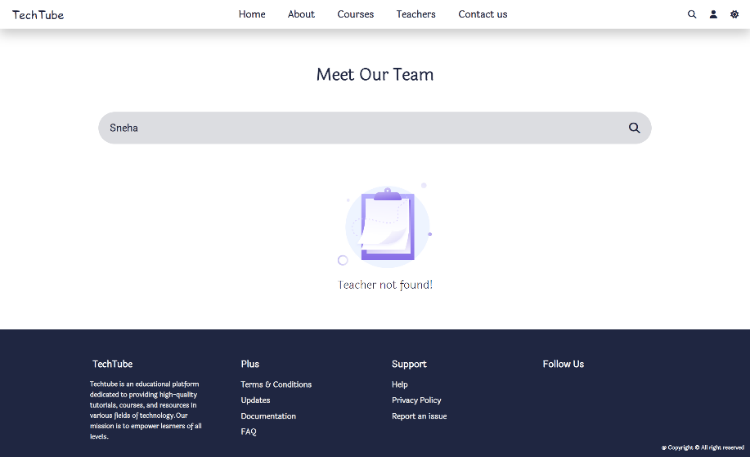 TechTube
Home About Courses Teachers Contact us
Meet Our Team
Sneha
Teacher not found!
TechTube
Techtube is an educational platform
dedicated to providing high-quality
tutorials, courses, and resources in
various fields of technology. Our
mission is to empower learners of all
levels.
Plus
Terms & Conditions
Updates
Documentation
FAQ
Support
Help
Privacy Policy
Report an issue
Follow Us
@ Copyright © All right reserved